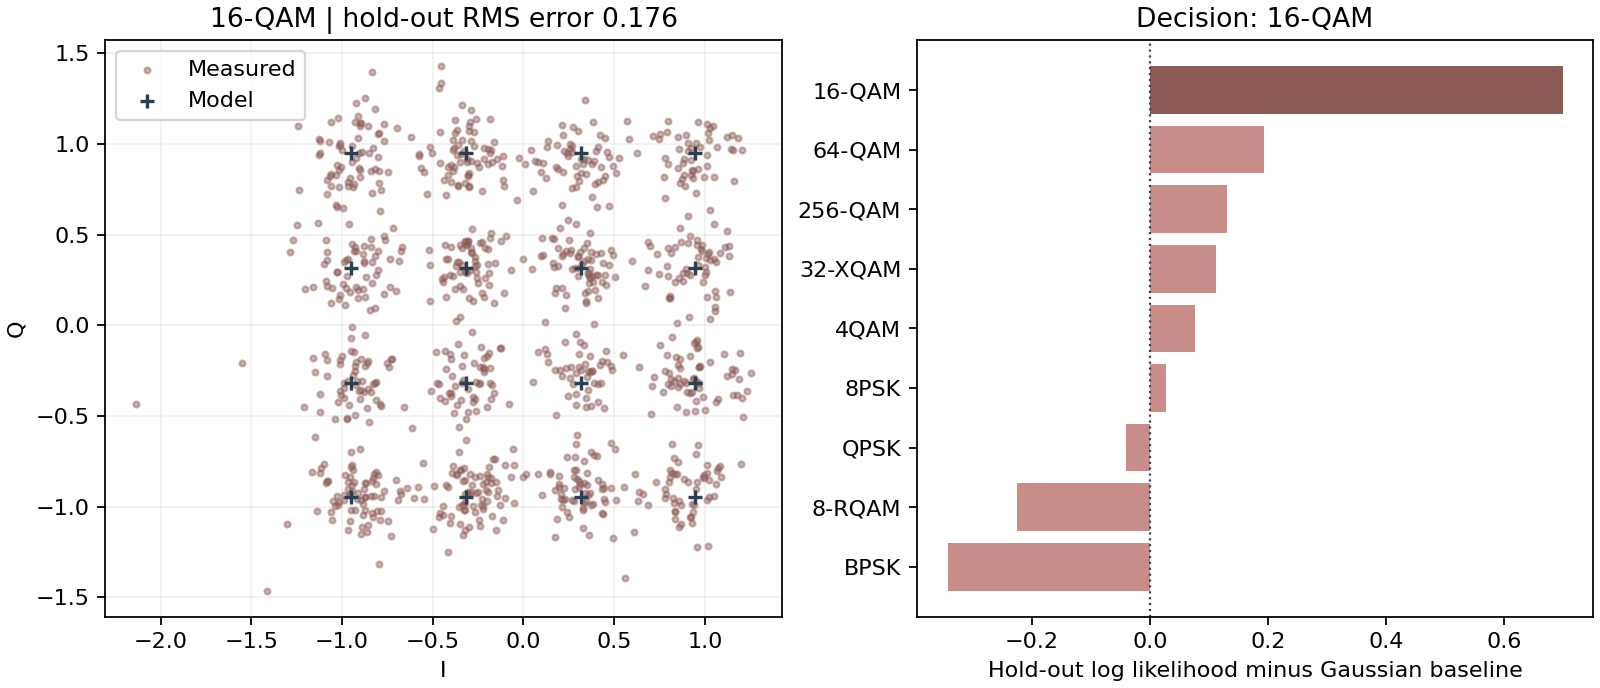 16-QAM | hold-out RMS error 0.176
Measured
Model
1.5
1.0
0.5
0.0
−0.5
−1.0
−1.5
Q
−2.0
−1.5
−1.0
−0.5
0.0
0.5
1.0
I
Decision: 16-QAM
16-QAM
64-QAM
256-QAM
32-XQAM
4QAM
8PSK
QPSK
8-RQAM
BPSK
−0.2
0.0
0.2
0.4
0.6
Hold-out log likelihood minus Gaussian baseline